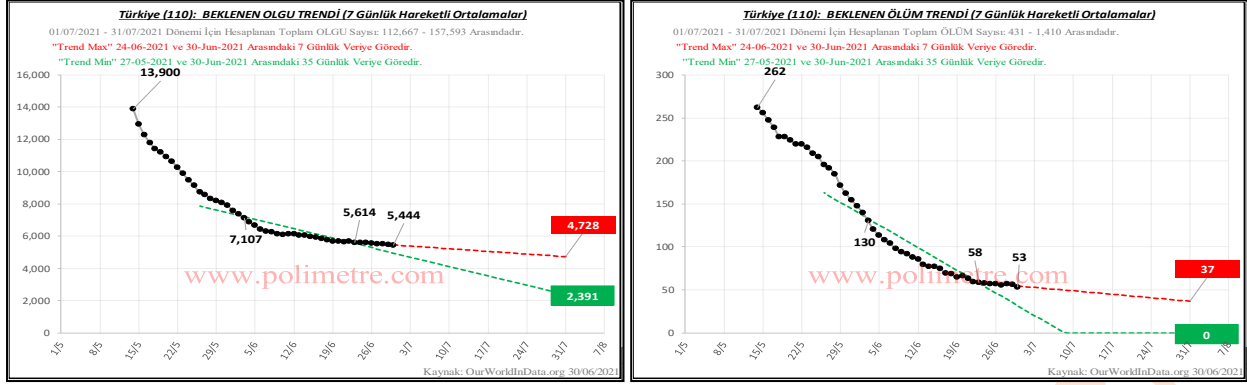 Türkiye (110): BEKLENEN OLGU TRENDİ (7 Günlük Hareketli Ortalamalar)
01/07/2021 - 31/07/2021 Dönemi İçin Hesaplanan Toplam OLGU Sayısı: 112,667 - 157,593 Arasındadır.
"Trend Max" 24-06-2021 ve 30-Jun-2021 Arasındaki 7 Günlük Veriye Göredir.
"Trend Min" 27-05-2021 ve 30-Jun-2021 Arasındaki 35 Günlük Veriye Göredir.
16,000
14,000
12,000
10,000
8,000
6,000
4,000
2,000
0
13,900
7,107
5,614
5,444
4,728
2,391
www.polimetre.com
1/5 8/5 15/5 22/5 29/5 5/6 12/6 19/6 26/6 3/7 10/7 17/7 24/7 31/7 7/8
Kaynak: OurWorldInData.org 30/06/2021
Türkiye (110): BEKLENEN ÖLÜM TRENDİ (7 Günlük Hareketli Ortalamalar)
01/07/2021 - 31/07/2021 Dönemi İçin Hesaplanan Toplam ÖLÜM Sayısı: 431 - 1,410 Arasındadır.
"Trend Max" 24-06-2021 ve 30-Jun-2021 Arasındaki 7 Günlük Veriye Göredir.
"Trend Min" 27-05-2021 ve 30-Jun-2021 Arasındaki 35 Günlük Veriye Göredir.
300
250
200
150
100
50
0
262
130
58
53
37
0
www.polimetre.com
1/5 8/5 15/5 22/5 29/5 5/6 12/6 19/6 26/6 3/7 10/7 17/7 24/7 31/7 7/8
Kaynak: OurWorldInData.org 30/06/2021